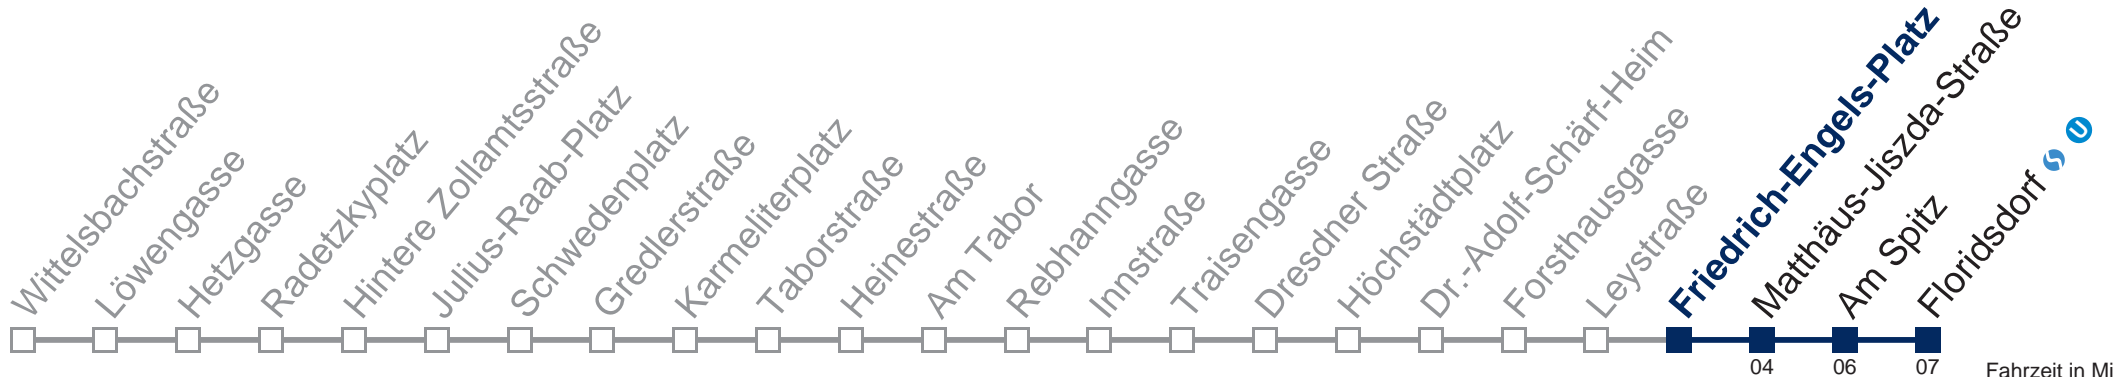 Wittelsbachstraße
Löwengasse
Hetzgasse
Radetzkyplatz
Hintere Zollamtsstraße
Julius-Raab-Platz
Schwedenplatz
Gredlerstraße
Karmeliterplatz
Taborstraße
Heinestraße
Am Tabor
Rebhanngasse
Innstraße
Traisengasse
Dresdner Straße
Höchstädtplatz
Dr.-Adolf-Schärf-Heim
Forsthausgasse
Leystraße
Friedrich-Engels-Platz
Matthäus-Jiszda-Straße
Am Spitz
Floridsdorf S U
04 06 07
Fahrzeit in Mi